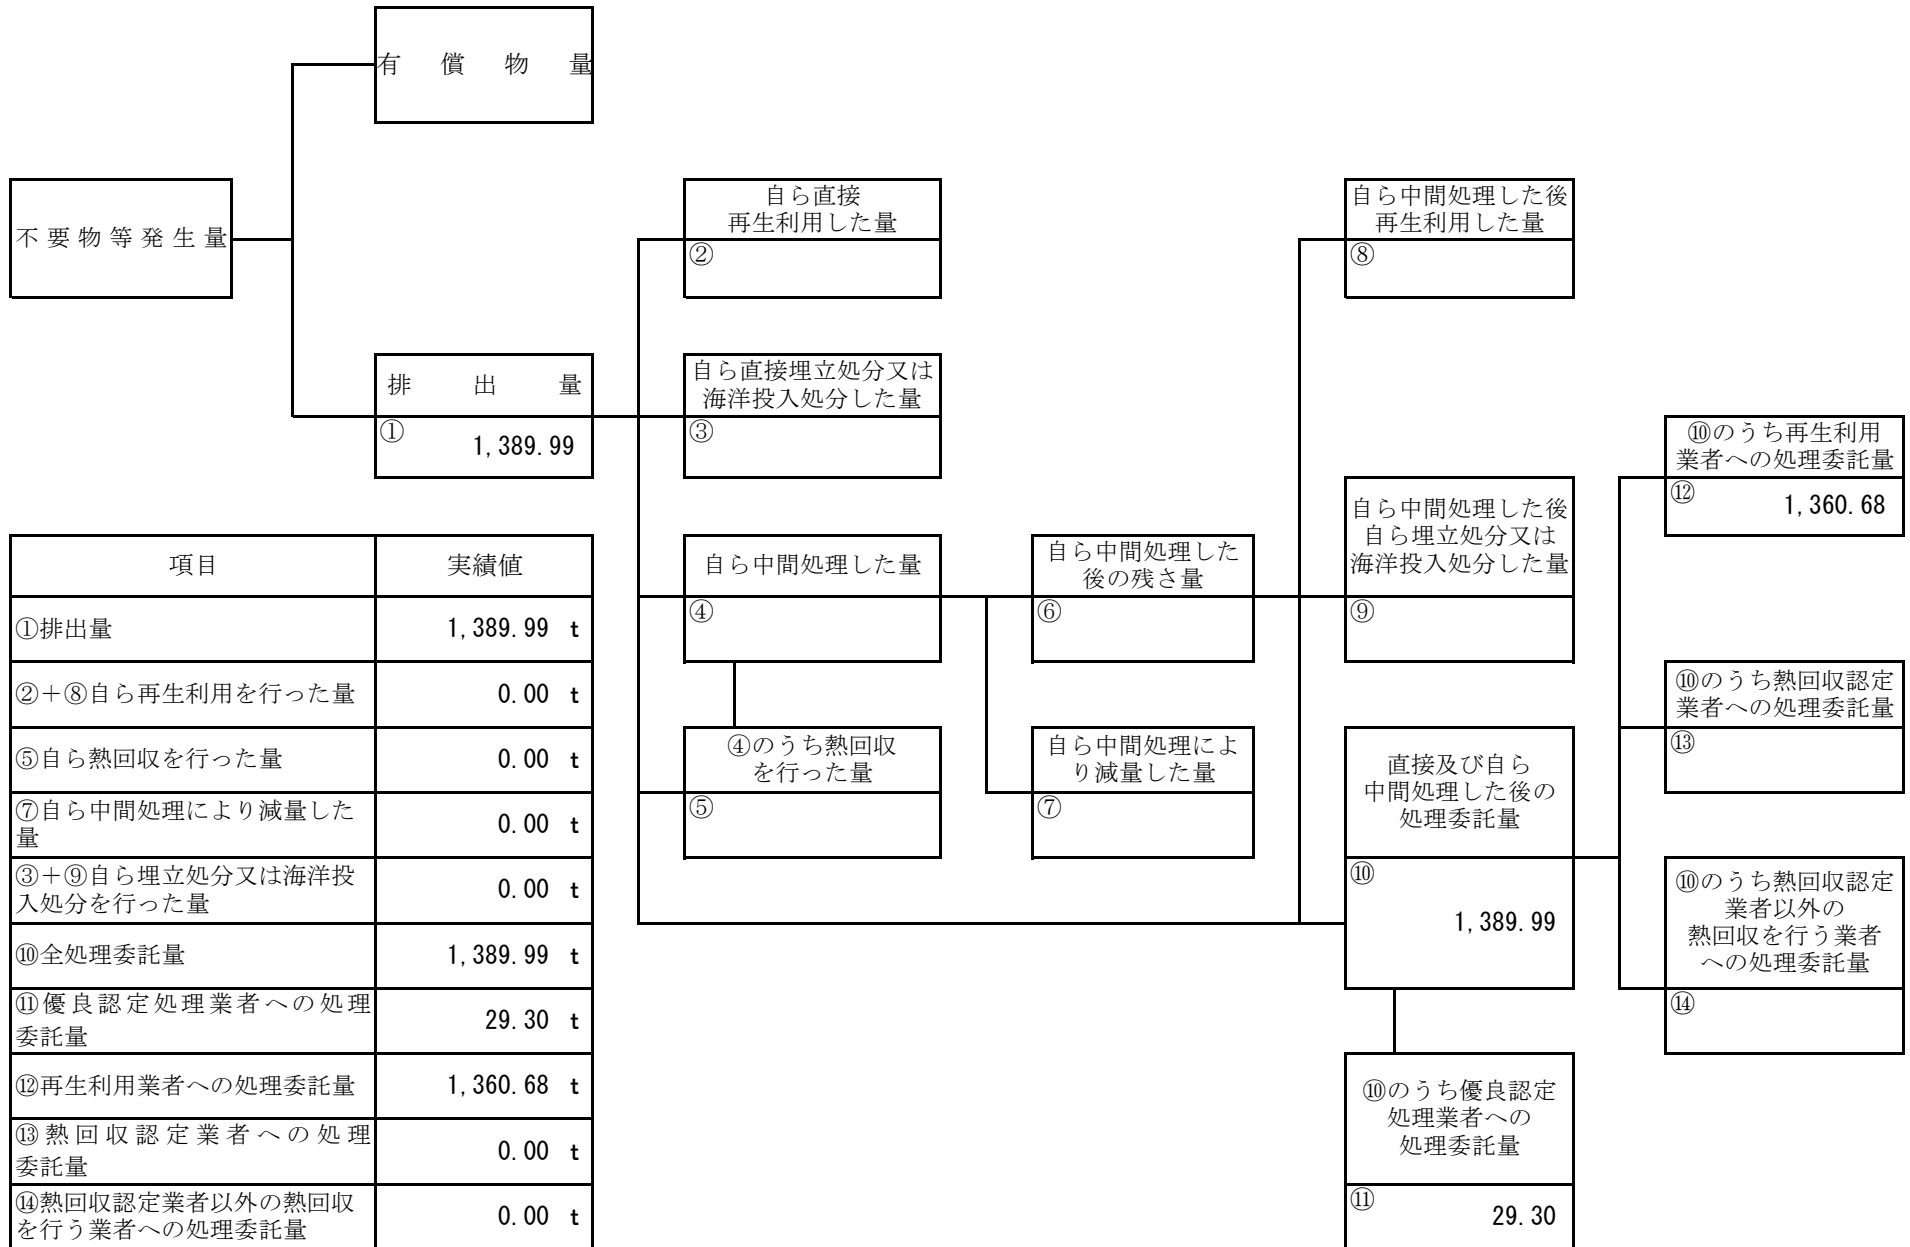 有償物量
不要物等発生量
排出量
①
1,389.99
自ら直接
再生利用した量
②
自ら直接埋立処分又は
海洋投入処分した量
③
自ら中間処理した量
④
④のうち熱回収
を行った量
⑤
自ら中間処理した
後の残さ量
⑥
自ら中間処理によ
り減量した量
⑦
自ら中間処理した後
再生利用した量
⑧
自ら中間処理した後
自ら埋立処分又は
海洋投入処分した量
⑨
直接及び自ら
中間処理した後の
処理委託量
⑩
1,389.99
⑩のうち優良認定
処理業者への
処理委託量
⑪
29.30
⑩のうち再生利用
業者への処理委託量
⑫
1,360.68
⑩のうち熱回収認定
業者への処理委託量
⑬
⑩のうち熱回収認定
業者以外の
熱回収を行う業者
への処理委託量
⑭
項目 実績値
①排出量 1,389.99 t
②+⑧自ら再生利用を行った量 0.00 t
⑤自ら熱回収を行った量 0.00 t
⑦自ら中間処理により減量した
量 0.00 t
③+⑨自ら埋立処分又は海洋投
入処分を行った量 0.00 t
⑩全処理委託量 1,389.99 t
⑪優良認定処理業者への処理
委託量 29.30 t
⑫再生利用業者への処理委託量 1,360.68 t
⑬熱回収認定業者への処理
委託量 0.00 t
⑭熱回収認定業者以外の熱回収
を行う業者への処理委託量 0.00 t